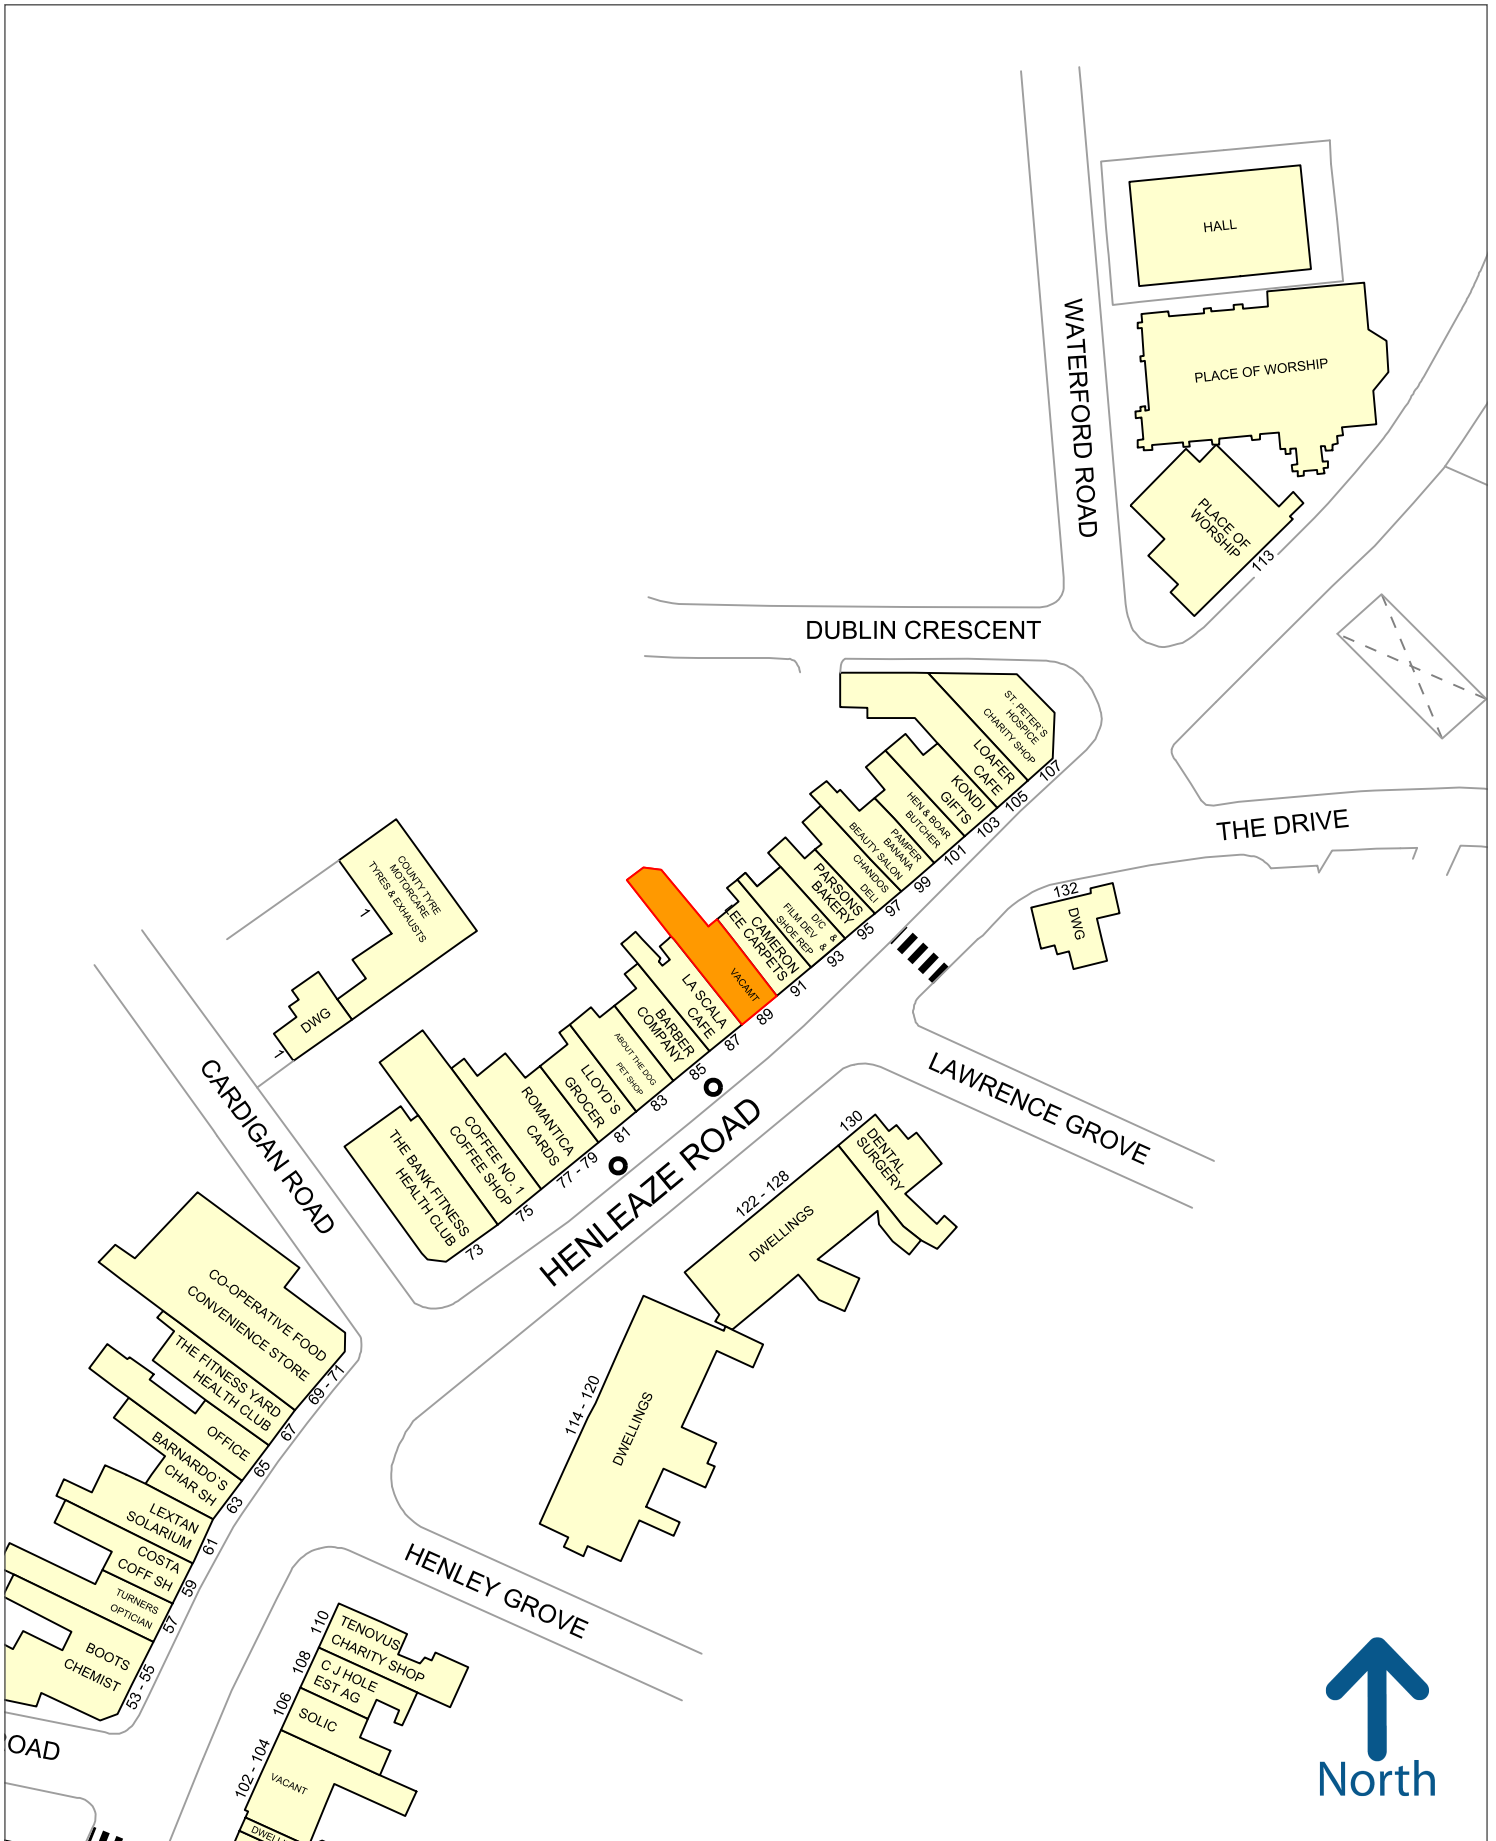 HALL
WATERFORD ROAD
PLACE OF WORSHIP
PLACE OF
WORSHIP
113
DUBLIN CRESCENT
ST. PETER`S
HOSPICE
CHARITY SHOP
107
LOAFER
CAFE
105
KONDI
GIFTS
103
HEN & BOAR
BUTCHER
101
PAMPER
BANANA
BEAUTY SALON
99
CHANDOS
DELI
97
PARSONS
BAKERY
95
D/C &
FILM DEV &
SHOE REP
93
CAMERON
LEE CARPETS
91
VACAMT
89
LA SCALA
CAFE
87
BARBER
COMPANY
85
ABOUT THE DOG
PET SHOP
83
LLOYD`S
GROCER
81
ROMANTICA
CARDS
77 - 79
COFFEE NO. 1
COFFEE SHOP
75
THE BANK FITNESS
HEALTH CLUB
73
THE DRIVE
132
DWG
COUNTY TYRE
MOTORCARE
TYRES & EXHAUSTS
1
DWG
1
CARDIGAN ROAD
HENLEAZE ROAD
LAWRENCE GROVE
130
DENTAL
SURGERY
122 - 128
DWELLINGS
114 - 120
DWELLINGS
CO-OPERATIVE FOOD
CONVENIENCE STORE
69 - 71
THE FITNESS YARD
HEALTH CLUB
67
OFFICE
65
BARNARDO`S
CHAR SH
63
LEXTAN
SOLARIUM
61
COSTA
COFF SH
59
TURNERS
OPTICIAN
57
BOOTS
CHEMIST
53 - 55
HENLEY GROVE
110
TENOVUS
CHARITY SHOP
108
C J HOLE
EST AG
106
SOLIC
102 - 104
VACANT
DWELLI
OAD
North